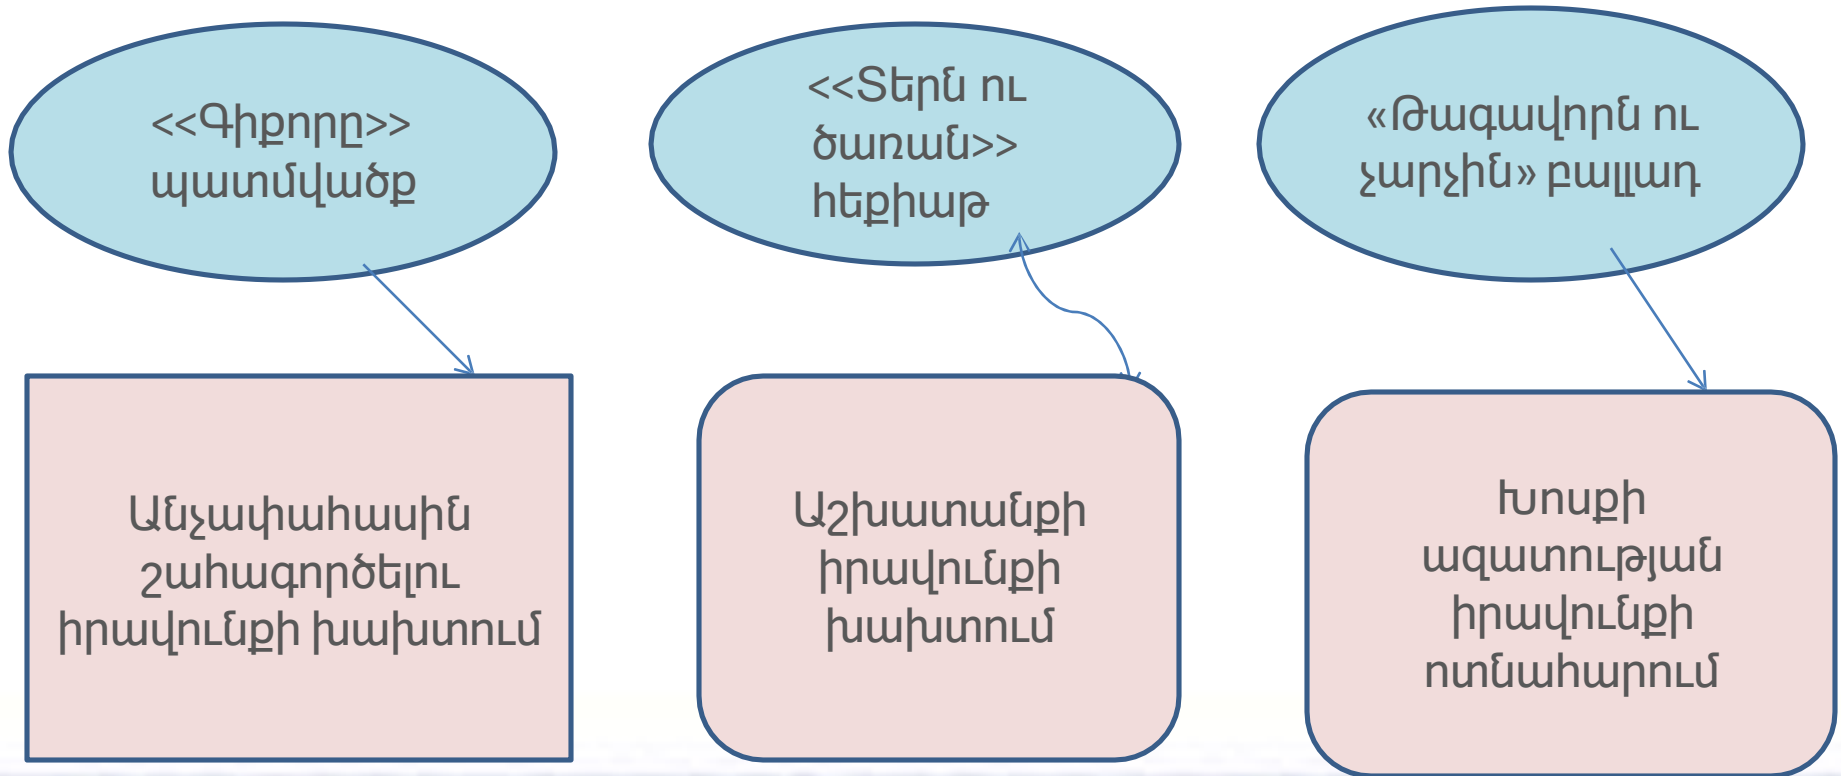 <<Գիքորը>>
պատմվածք
<<Տերն ու
ծառան>>
հեքիաթ
«Թագավորն ու
չարչին» բալլադ
Անչափահասին
շահագործելու
իրավունքի խախտում
Աշխատանքի
իրավունքի
խախտում
Խոսքի
ազատության
իրավունքի
ոտնահարում